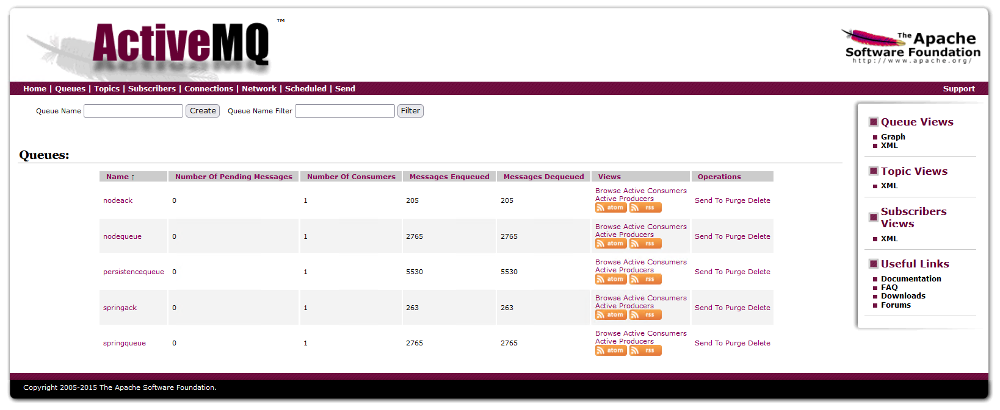 ActiveMQ ™
The Apache
Software Foundation
http://www.apache.org/
Home | Queues | Topics | Subscribers | Connections | Network | Scheduled | Send
Support
Queue Name Create Queue Name Filter Filter
Queues:
Name ↑ Number Of Pending Messages Number Of Consumers Messages Enqueued Messages Dequeued Views Operations
nodeack 0 1 205 205 Browse Active Consumers
Active Producers
atom rss
Send To Purge Delete
nodequeue 0 1 2765 2765 Browse Active Consumers
Active Producers
atom rss
Send To Purge Delete
persistencequeue 0 1 5530 5530 Browse Active Consumers
Active Producers
atom rss
Send To Purge Delete
springack 0 1 263 263 Browse Active Consumers
Active Producers
atom rss
Send To Purge Delete
springqueue 0 1 2765 2765 Browse Active Consumers
Active Producers
atom rss
Send To Purge Delete
Queue Views
Graph
XML
Topic Views
XML
Subscribers
Views
XML
Useful Links
Documentation
FAQ
Downloads
Forums
Copyright 2005-2015 The Apache Software Foundation.